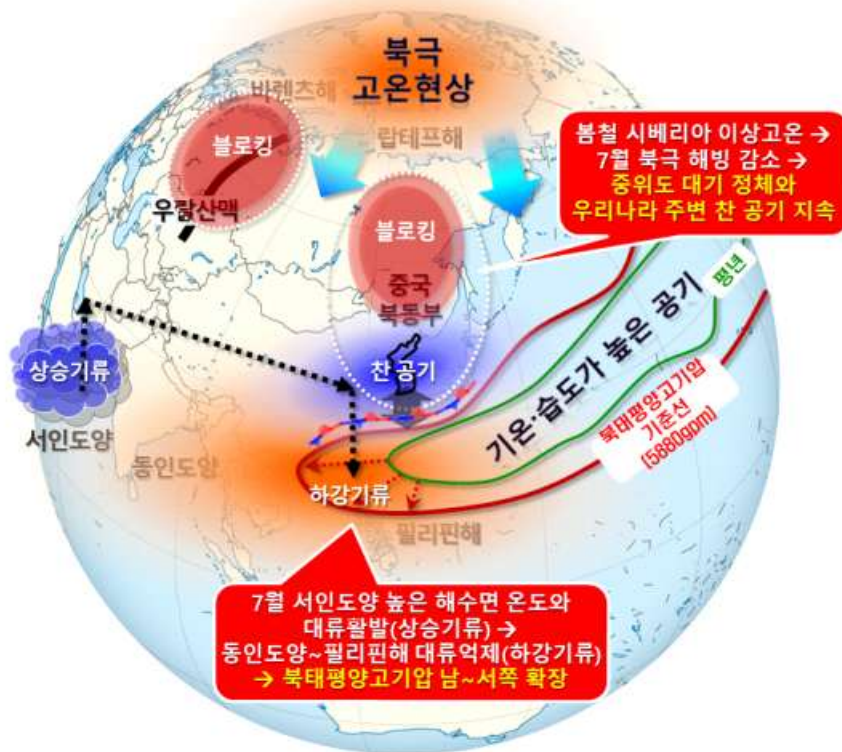 북극
고온현상
바렌츠해
랍테프해
블로킹
우랄산맥
블로킹
중국
북동부
찬 공기
봄철 시베리아 이상고온 →
7월 북극 해빙 감소 →
중위도 대기 정체와
우리나라 주변 찬 공기 지속
평년
기온·습도가 높은 공기
북태평양고기압
기준선
(5880gpm)
상승기류
서인도양
동인도양
하강기류
필리핀해
7월 서인도양 높은 해수면 온도와
대류활발(상승기류) →
동인도양~필리핀해 대류억제(하강기류)
→ 북태평양고기압 남~서쪽 확장